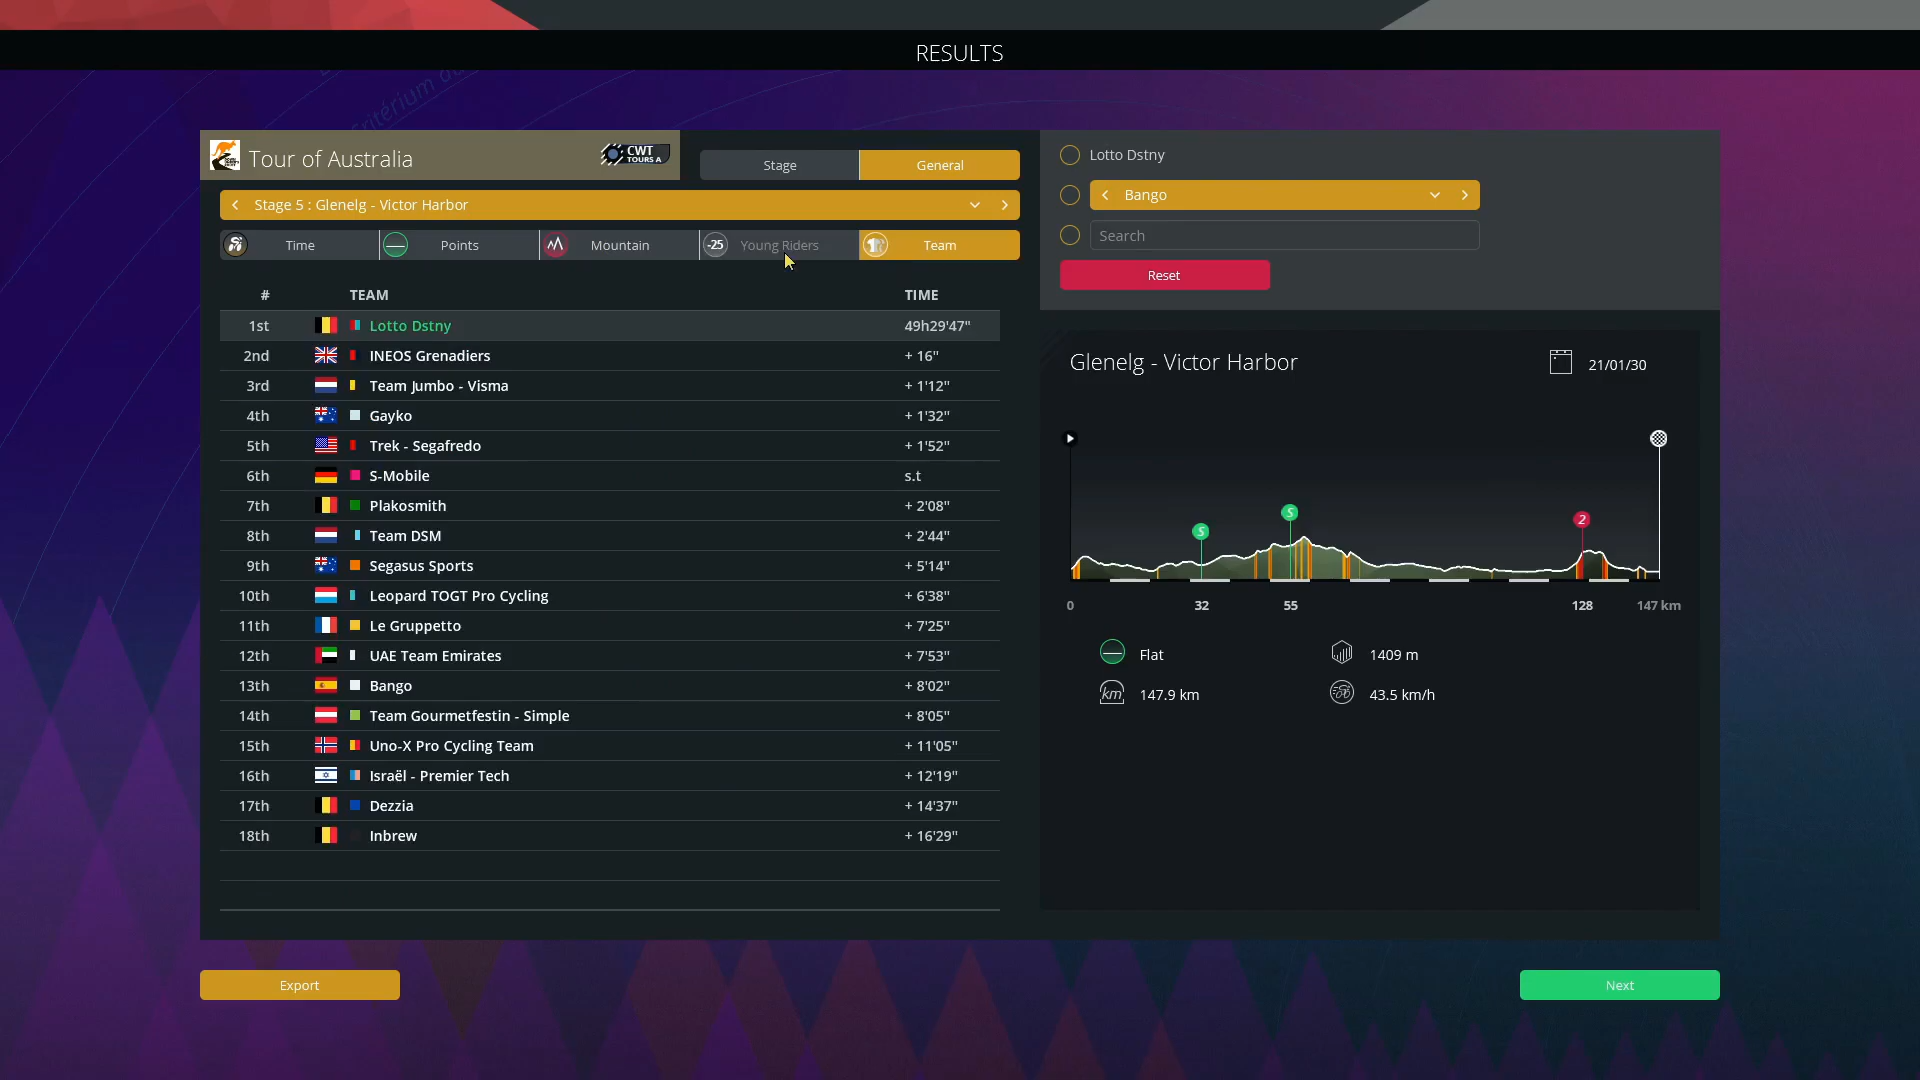 RESULTS
Critérium
Tour of Australia
CWT
TOURS A
Stage
General
Stage 5 : Glenelg - Victor Harbor
Time
Points
Mountain
-25
Young Riders
Team
# TEAM TIME
1st Lotto Dstny 49h29'47"
2nd INEOS Grenadiers + 16"
3rd Team Jumbo - Visma + 1'12"
4th Gayko + 1'32"
5th Trek - Segafredo + 1'52"
6th S-Mobile s.t
7th Plakosmith + 2'08"
8th Team DSM + 2'44"
9th Segasus Sports + 5'14"
10th Leopard TOGT Pro Cycling + 6'38"
11th Le Gruppetto + 7'25"
12th UAE Team Emirates + 7'53"
13th Bango + 8'02"
14th Team Gourmetfestin - Simple + 8'05"
15th Uno-X Pro Cycling Team + 11'05"
16th Israël - Premier Tech + 12'19"
17th Dezzia + 14'37"
18th Inbrew + 16'29"
Lotto Dstny
Bango
Search
Reset
Glenelg - Victor Harbor
21/01/30
S
S
2
0 32 55 128 147 km
Flat
1409 m
km
147.9 km
43.5 km/h
Export
Next